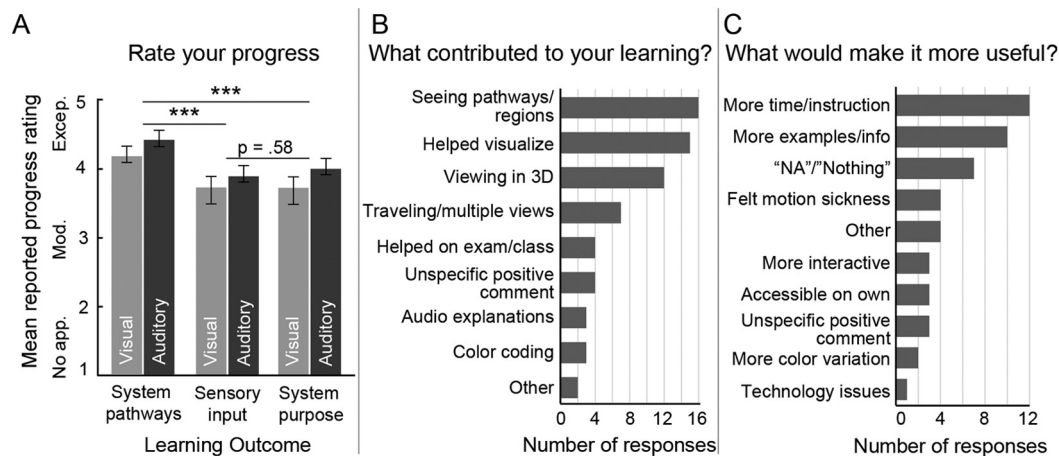 A
Rate your progress
Mean reported progress rating
No app. Mod. Excep.
5
4
3
2
1
***
***
p = .58
Visual
Auditory
Visual
Auditory
Visual
Auditory
System
pathways
Sensory
input
System
purpose
Learning Outcome
B
What contributed to your learning?
Seeing pathways/
regions
Helped visualize
Viewing in 3D
Traveling/multiple views
Helped on exam/class
Unspecific positive
comment
Audio explanations
Color coding
Other
0 4 8 12 16
Number of responses
C
What would make it more useful?
More time/instruction
More examples/info
“NA”/”Nothing”
Felt motion sickness
Other
More interactive
Accessible on own
Unspecific positive
comment
More color variation
Technology issues
0 4 8 12
Number of responses